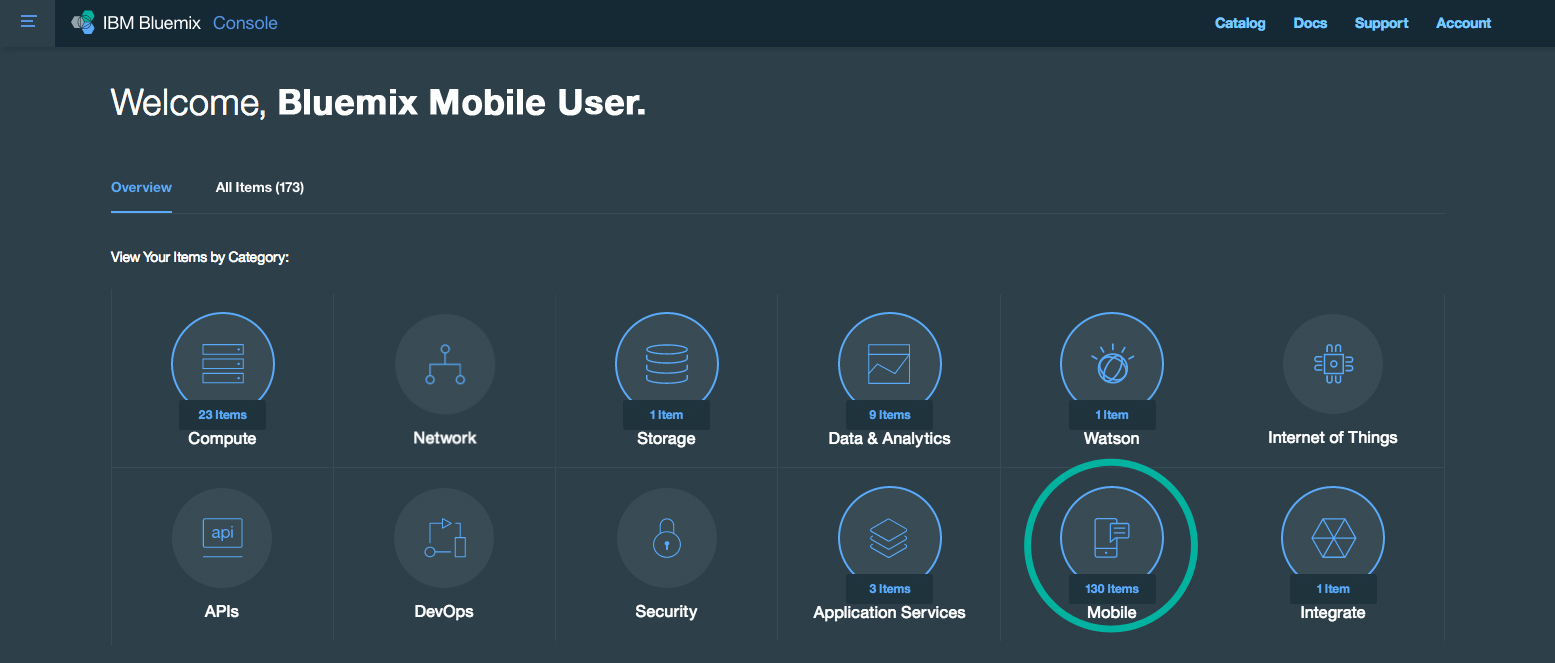 IBM Bluemix Console Catalog Docs Support Account
Welcome, Bluemix Mobile User.
Overview All Items (173)
View Your Items by Category:
23 Items 1 Item 9 Items 1 Item
Compute Network Storage Data & Analytics Watson Internet of Things
api
3 Items 130 Items 1 Item
APIs DevOps Security Application Services Mobile Integrate